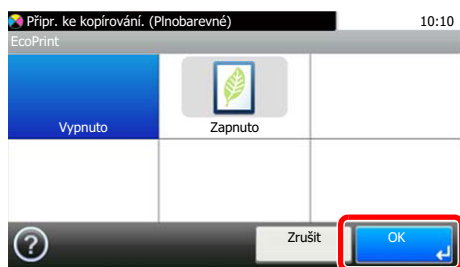 Připr. ke kopírování. (Plnobarevné) 10:10
EcoPrint
Vypnuto Zapnuto
? Zrušit OK